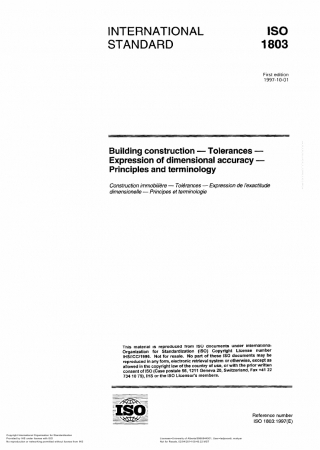 INTERNATIONAL
STANDARD
ISO
1803
First edition
1997-10-01
Building construction — Tolerances —
Expression of dimensional accuracy —
Principles and terminology
Construction immobilière — Tolérances — Expression de l'exactitude
dimensionelle — Principes et terminologie
This material is reproduced from ISO documents under International
Organization for Standardization (ISO) Copyright License number
IHS/ICC/1996. Not for resale. No part of these ISO documents may be
reproduced in any form, electronic retrieval system or otherwise, except as
allowed in the copyright law of the country of use, or with the prior written
consent of ISO (Case postale 56, 1211 Geneva 20, Switzerland, Fax +41 22
734 10 79), IHS or the ISO Licensor's members.
ISO
Reference number
ISO 1803:1997(E)
Copyright International Organization for Standardization
Provided by IHS under license with ISO
No reproduction or networking permitted without license from IHS